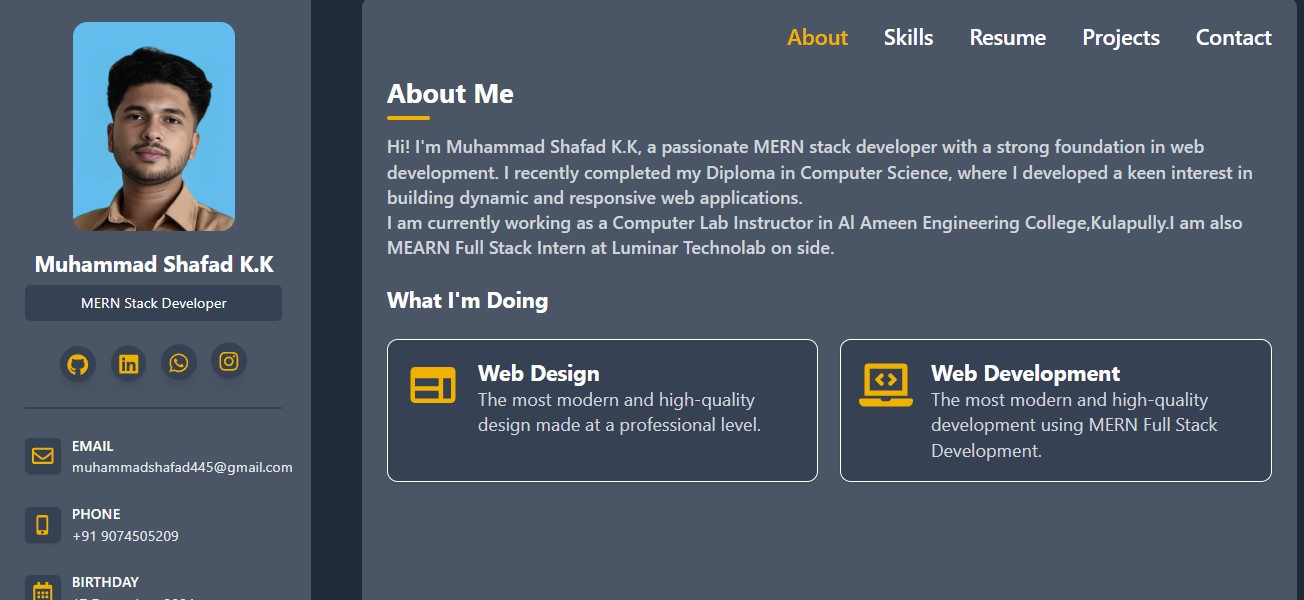 Muhammad Shafad K.K
MERN Stack Developer
EMAIL
muhammadshafad445@gmail.com
PHONE
+91 9074505209
BIRTHDAY
About Skills Resume Projects Contact
About Me
Hi! I'm Muhammad Shafad K.K, a passionate MERN stack developer with a strong foundation in web
development. I recently completed my Diploma in Computer Science, where I developed a keen interest in
building dynamic and responsive web applications.
I am currently working as a Computer Lab Instructor in Al Ameen Engineering College,Kulapully.I am also
MEARN Full Stack Intern at Luminar Technolab on side.
What I'm Doing
Web Design
The most modern and high-quality
design made at a professional level.
Web Development
The most modern and high-quality
development using MERN Full Stack
Development.